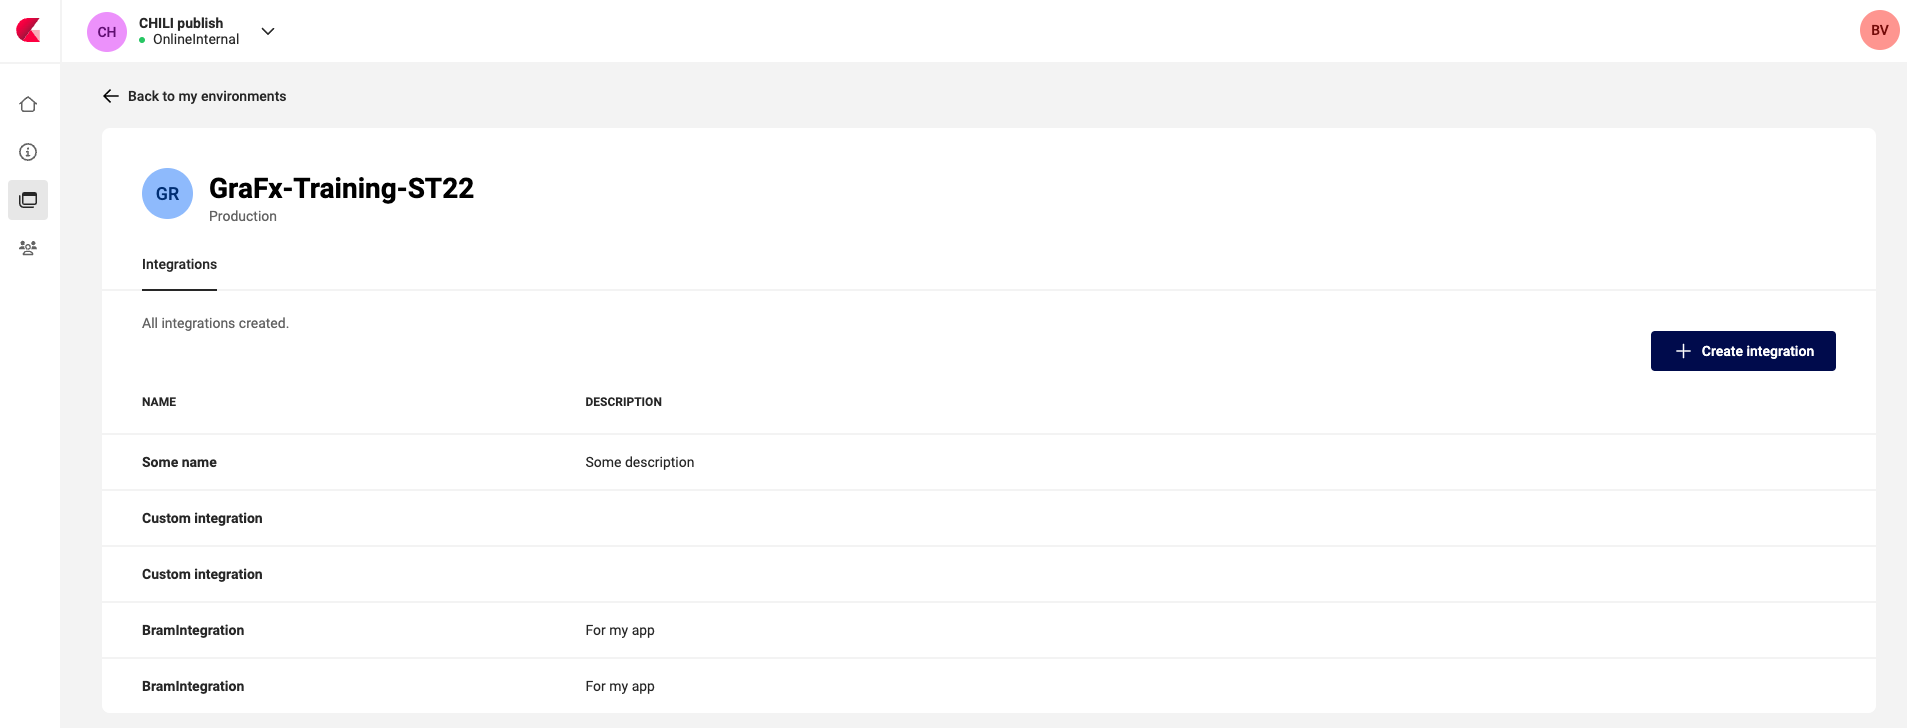 CH
CHILI publish
OnlineInternal
BV
Back to my environments
GR
GraFx-Training-ST22
Production
Integrations
All integrations created.
Create integration
NAME DESCRIPTION
Some name Some description
Custom integration
Custom integration
BramIntegration For my app
BramIntegration For my app